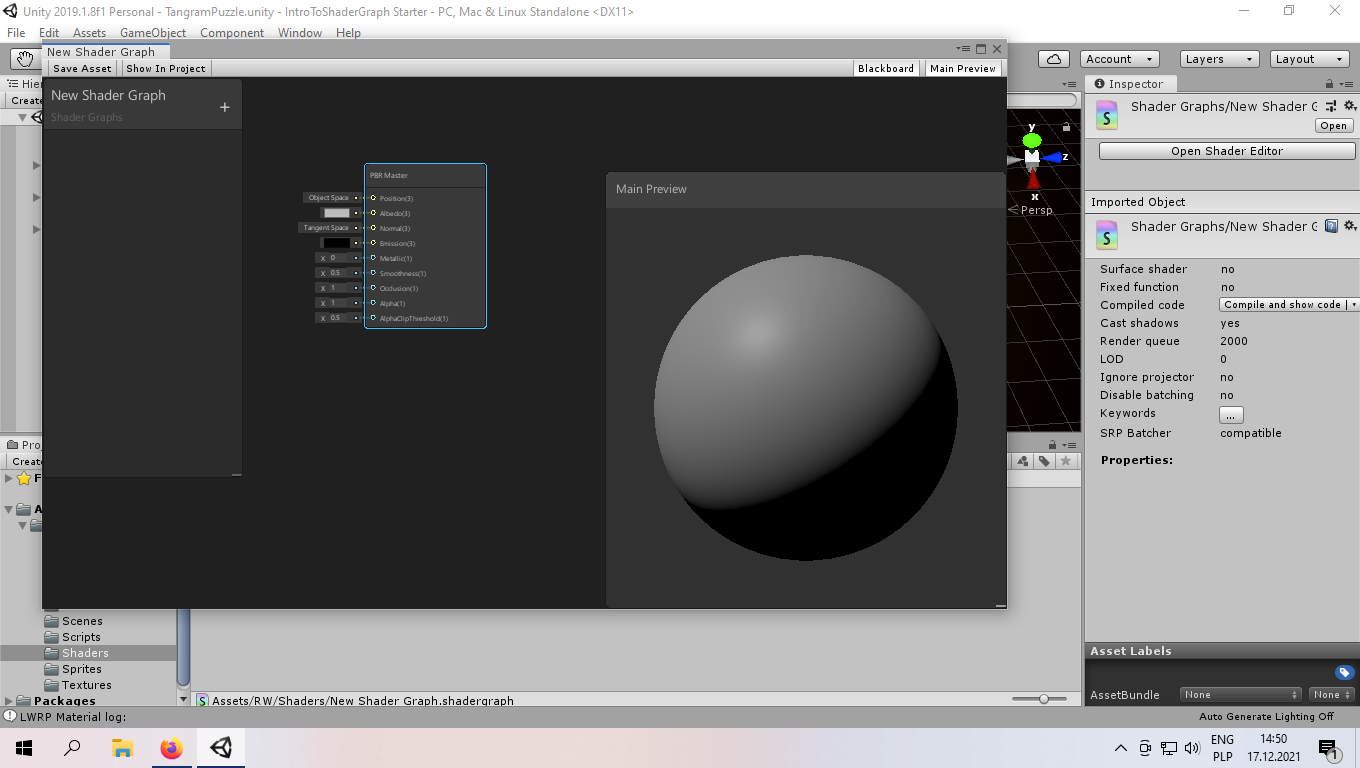 Unity 2019.1.8f1 Personal - TangramPuzzle.unity - IntroToShaderGraph Starter - PC, Mac & Linux Standalone <DX11>
File Edit Assets GameObject Component Window Help
New Shader Graph
Save Asset Show In Project Blackboard Main Preview
Account Layers Layout
New Shader Graph
Shader Graphs
PBR Master
Object Space Position(3)
Albedo(3)
Tangent Space Normal(3)
Emission(3)
X 0 Metallic(1)
X 0.5 Smoothness(1)
X 1 Occlusion(1)
X 1 Alpha(1)
X 0.5 AlphaClipThreshold(1)
Main Preview
y
z
x
Persp
Inspector
Shader Graphs/New Shader G
Open
Open Shader Editor
Imported Object
Shader Graphs/New Shader G
Surface shader no
Fixed function no
Compiled code Compile and show code
Cast shadows yes
Render queue 2000
LOD 0
Ignore projector no
Disable batching no
Keywords ...
SRP Batcher compatible
Properties:
Asset Labels
AssetBundle None None
Hier
Create
Pro
Create
F
A
Scenes
Scripts
Shaders
Sprites
Textures
Packages
Assets/RW/Shaders/New Shader Graph.shadergraph
LWRP Material log:
Auto Generate Lighting Off
ENG
PLP
14:50
17.12.2021
1